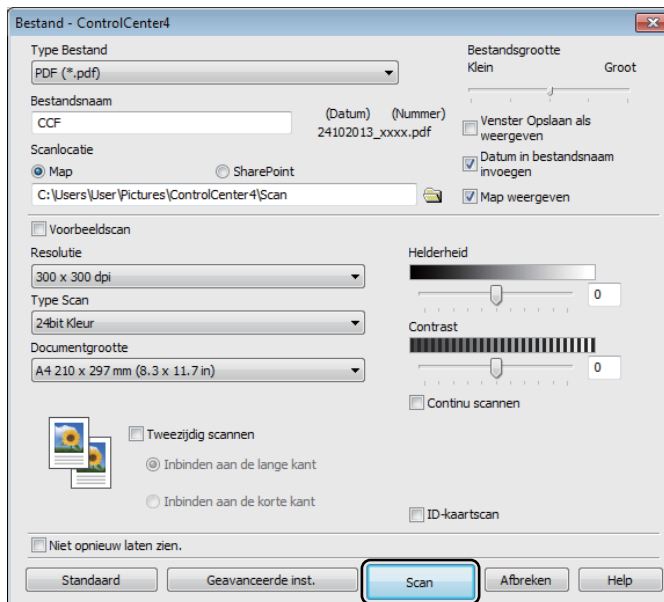 Bestand - ControlCenter4
Type Bestand
PDF (*.pdf)
Bestandsgrootte
Klein Groot
Bestandsnaam
CCF
(Datum) (Nummer)
24102013_xxxx.pdf
Venster Opslaan als
weergeven
Datum in bestandsnaam
invoegen
Map weergeven
Scanlocatie
Map SharePoint
C:\Users\User\Pictures\ControlCenter4\Scan
Voorbeeldscan
Resolutie
300 x 300 dpi
Type Scan
24bit Kleur
Documentgrootte
A4 210 x 297 mm (8.3 x 11.7 in)
Helderheid
0
Contrast
0
Continu scannen
Tweezijdig scannen
Inbinden aan de lange kant
Inbinden aan de korte kant
ID-kaartscan
Niet opnieuw laten zien.
Standaard Geavanceerde inst. Scan Afbreken Help